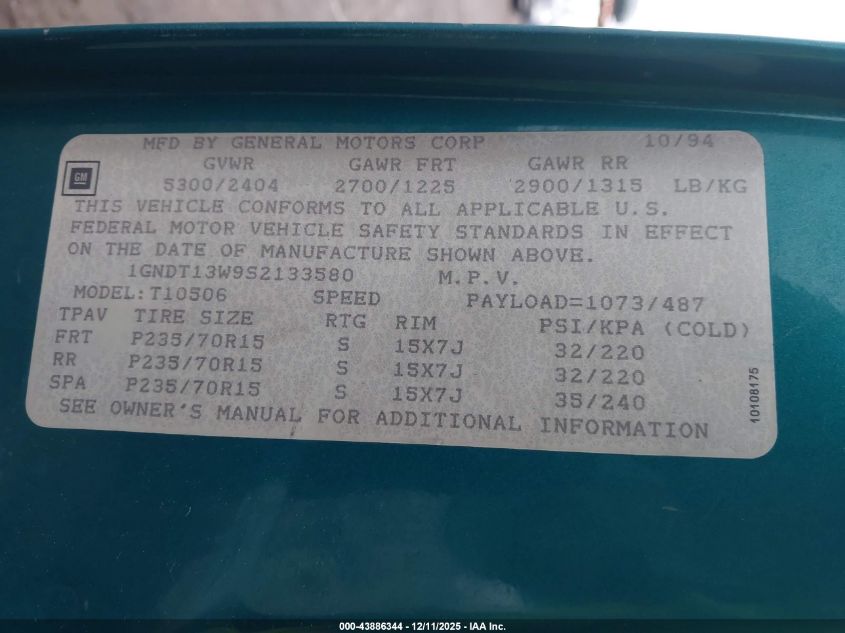 MFD BY GENERAL MOTORS CORP 10/94
GVWR GAWR FRT GAWR RR
GM
5300/2404 2700/1225 2900/1315 LB/KG
THIS VEHICLE CONFORMS TO ALL APPLICABLE U.S.
FEDERAL MOTOR VEHICLE SAFETY STANDARDS IN EFFECT
ON THE DATE OF MANUFACTURE SHOWN ABOVE.
1GNDT13W9S2133580 M.P.V.
MODEL:T10506 SPEED PAYLOAD=1073/487
TPAV TIRE SIZE RTG RIM PSI/KPA (COLD)
FRT P235/70R15 S 15X7J 32/220
RR P235/70R15 S 15X7J 32/220
SPA P235/70R15 S 15X7J 35/240
SEE OWNER'S MANUAL FOR ADDITIONAL INFORMATION
10108175
000-43886344 - 12/11/2025 - IAA Inc.